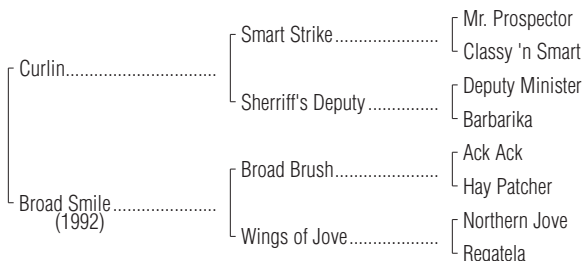 Mr. Prospector
Smart Strike..................
Classy 'n Smart
Curlin..........................
Deputy Minister
Sherriff's Deputy ............
Barbarika
Ack Ack
Broad Brush..................
Hay Patcher
Broad Smile..................
(1992)
Northern Jove
Wings of Jove................
Regatela